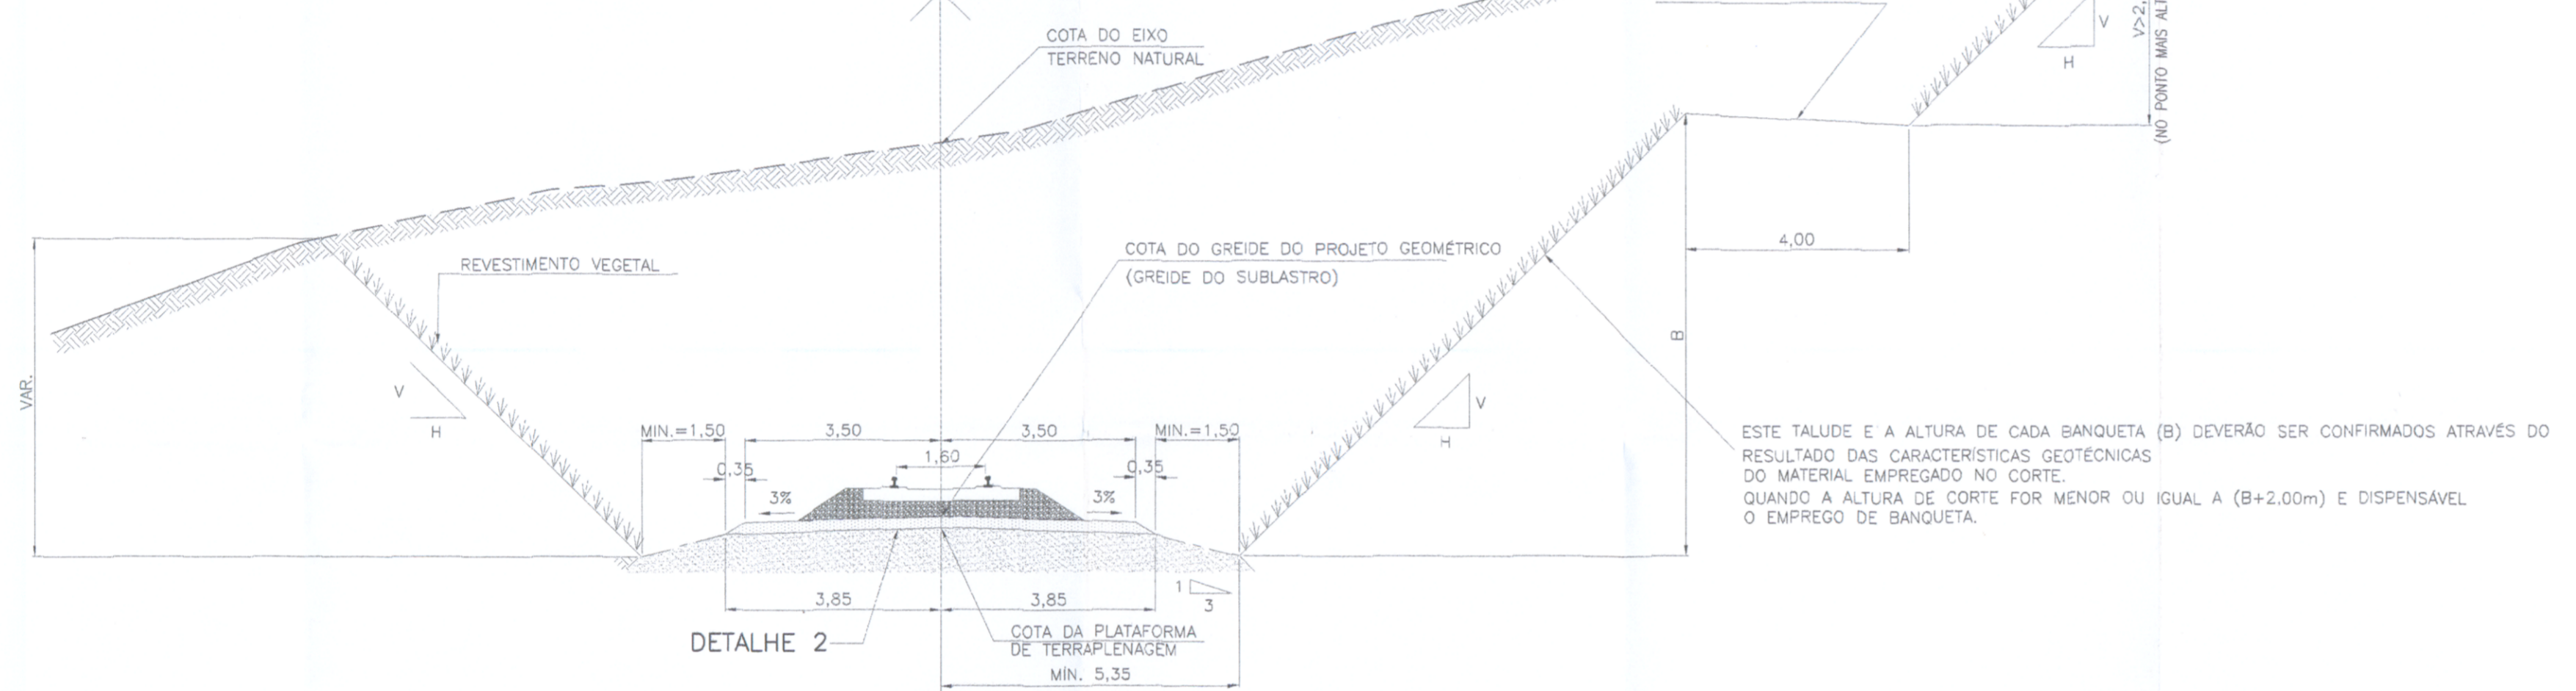 COTA DO EIXO
TERRENO NATURAL
V
H
V>2,
(NO PONTO MAIS
4,00
REVESTIMENTO VEGETAL
COTA DO GREIDE DO PROJETO GEOMÉTRICO
(GREIDE DO SUBLASTRO)
VAR.
B
V
H
V
H
MIN.=1,50
3,50
3,50
MIN.=1,50
1,60
0,35
0,35
3%
3%
ESTE TALUDE E A ALTURA DE CADA BANQUETA (B) DEVERÃO SER CONFIRMADOS ATRAVÉS DO
RESULTADO DAS CARACTERÍSTICAS GEOTÉCNICAS
DO MATERIAL EMPREGADO NO CORTE.
QUANDO A ALTURA DE CORTE FOR MENOR OU IGUAL A (B+2,00m) E DISPENSÁVEL
O EMPREGO DE BANQUETA.
1
3
3,85
3,85
DETALHE 2
COTA DA PLATAFORMA
DE TERRAPLENAGEM
MÍN. 5,35